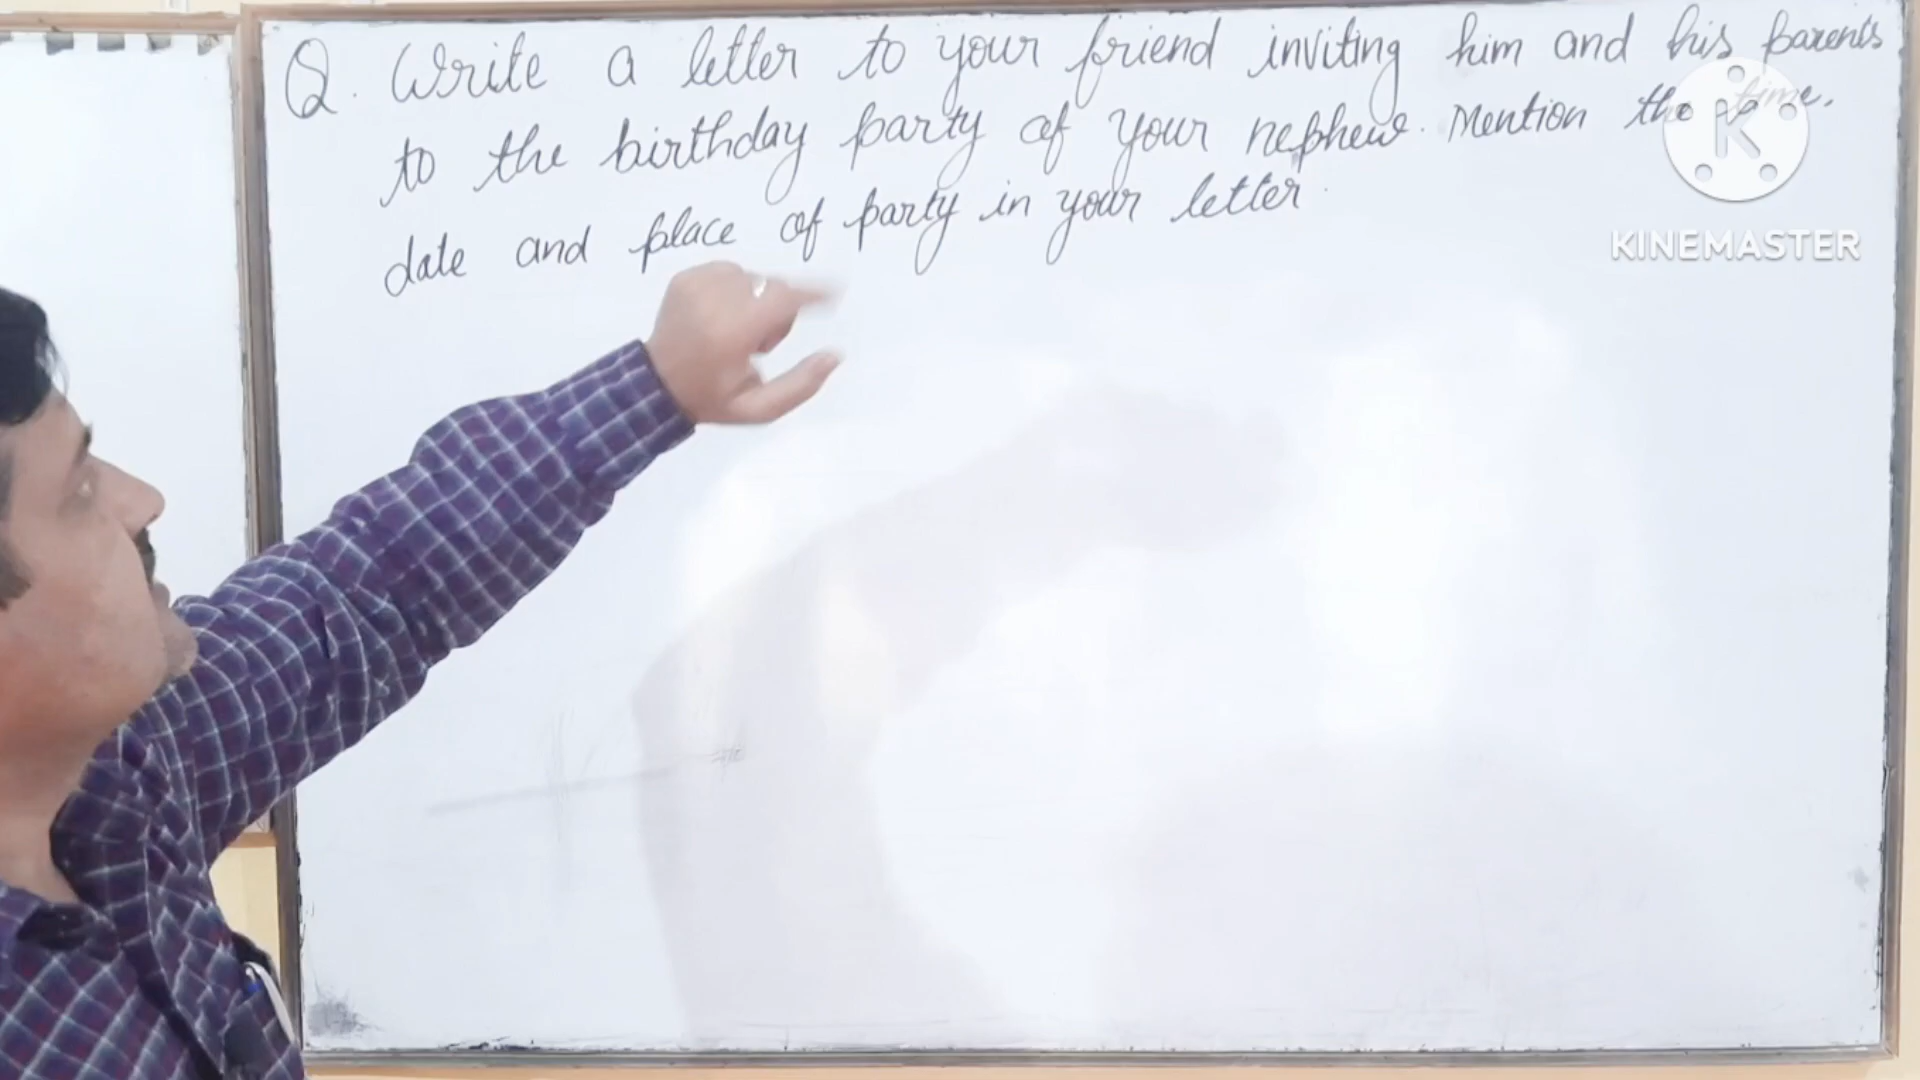 Q. Write a letter to your friend inviting him and his parents
to the birthday party of your nephew. Mention the time,
date and place of party in your letter.
K
KINEMASTER